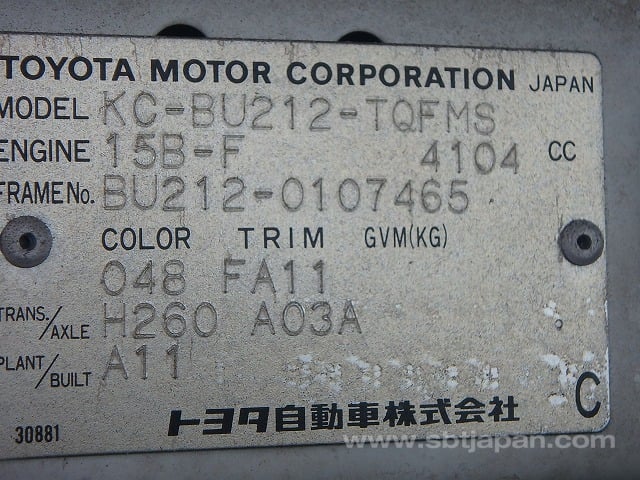 TOYOTA MOTOR CORPORATION JAPAN
MODEL KC-BU212-TQFMS
ENGINE 15B-F 4104 CC
FRAME No. BU212-0107465
COLOR TRIM GVM(KG)
048 FA11
TRANS./AXLE H260 A03A
PLANT/BUILT A11
30881 トヨタ自動車株式会社 C
www.sbtjapan.com